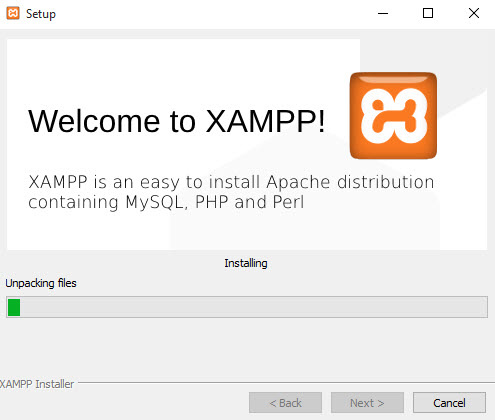 Setup
Welcome to XAMPP!
XAMPP is an easy to install Apache distribution
containing MySQL, PHP and Perl
Installing
Unpacking files
XAMPP Installer
< Back
Next >
Cancel